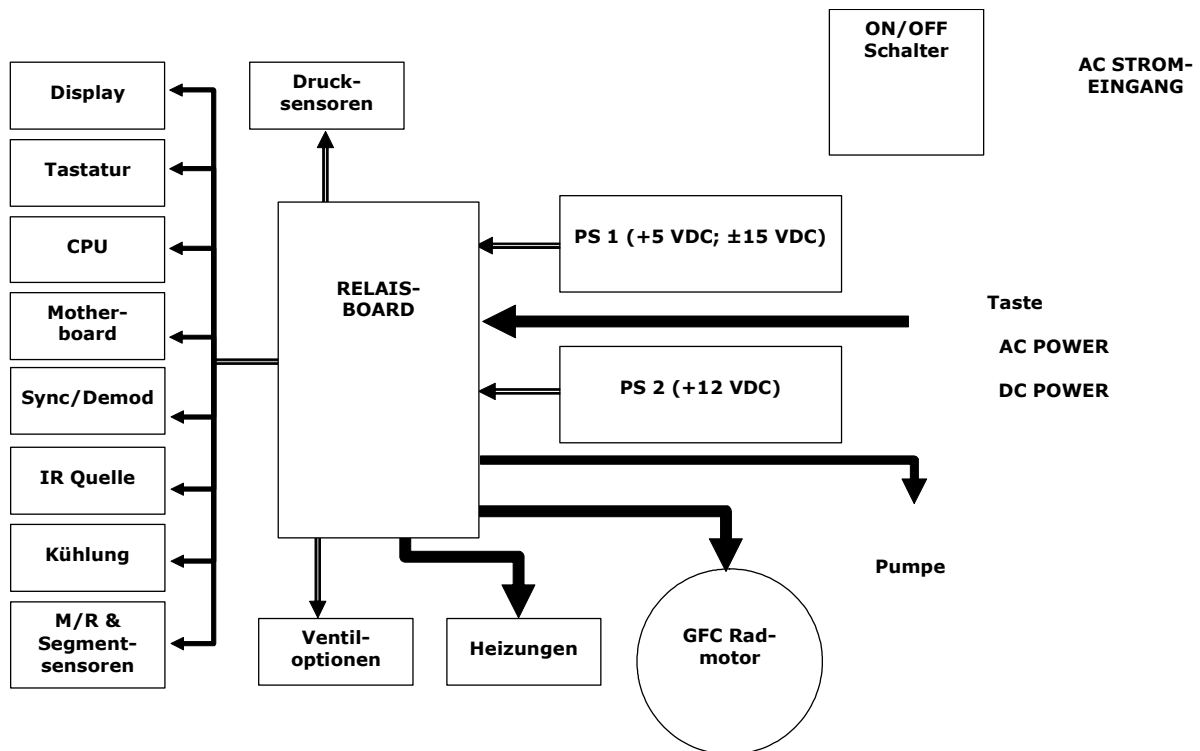 ON/OFF
Schalter
AC STROM-
EINGANG
Druck-
sensoren
Display
Tastatur
CPU
Mother-
board
Sync/Demod
IR Quelle
Kühlung
M/R &
Segment-
sensoren
RELAIS-
BOARD
PS 1 (+5 VDC; ±15 VDC)
PS 2 (+12 VDC)
Taste
AC POWER
DC POWER
Pumpe
GFC Rad-
motor
Heizungen
Ventil-
optionen